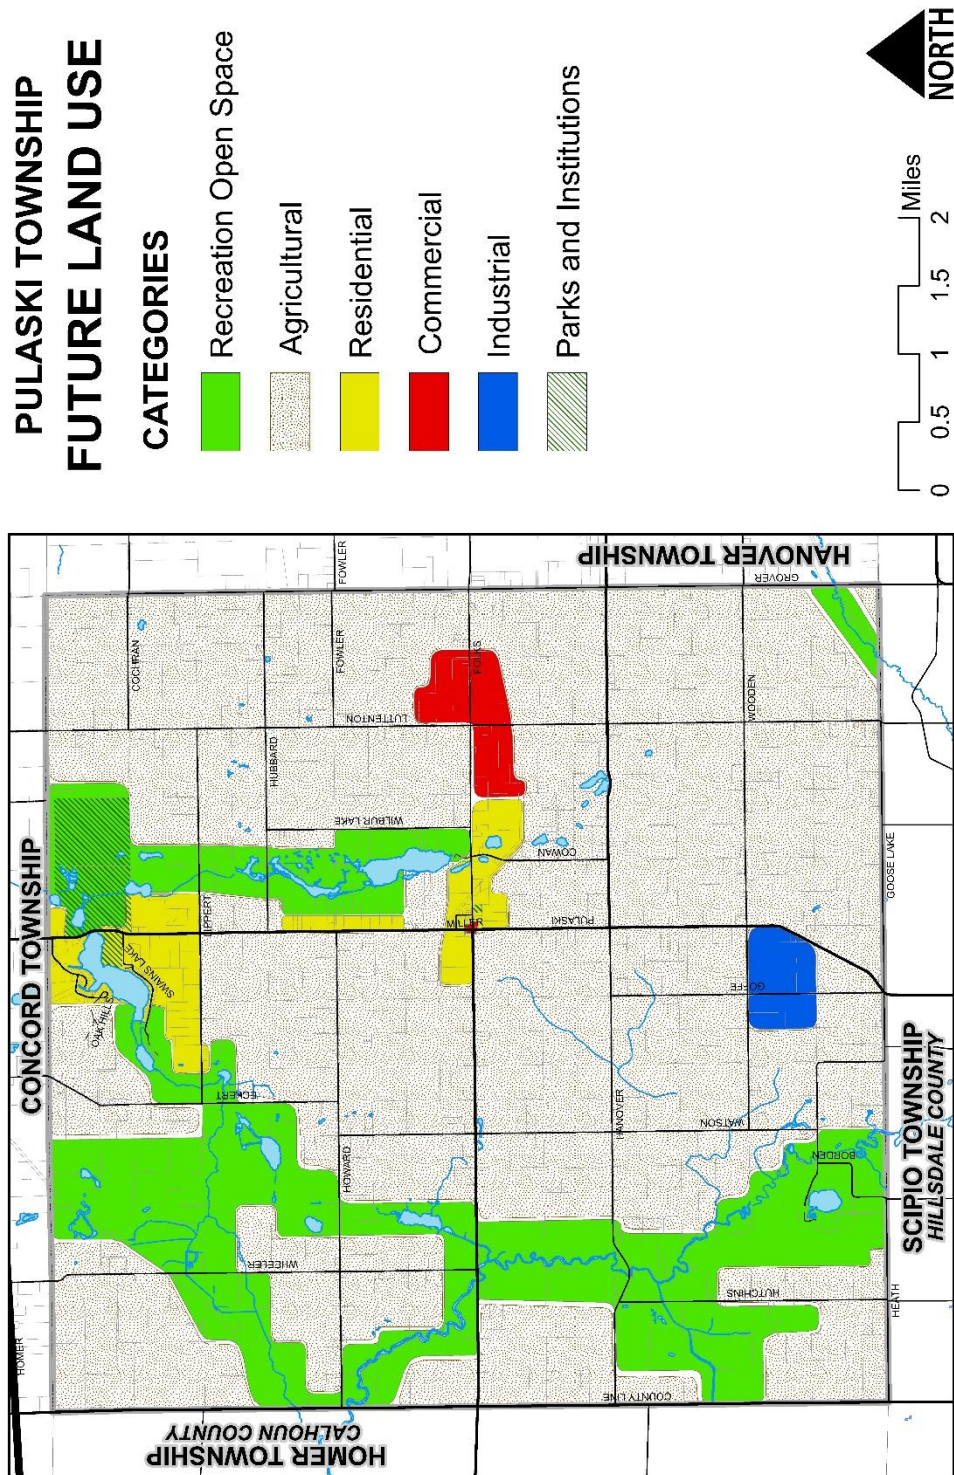 PULASKI TOWNSHIP
FUTURE LAND USE
CATEGORIES
Recreation Open Space
Agricultural
Residential
Commercial
Industrial
Parks and Institutions
NORTH
0 0.5 1 1.5 2 Miles
CONCORD TOWNSHIP
HANOVER TOWNSHIP
SCIPIO TOWNSHIP
HILLSDALE COUNTY
HOMER TOWNSHIP
CALHOUN COUNTY
HOMER
COCHRAN
FOWLER
FOWLER
LUTTENTON
HUBBARD
WILBUR LAKE
FOLKS
COWAN
PULASKI
WOODEN
GROVER
GOOSE LAKE
SWAINS LAKE
OAK HILL
ECKERT
HOWARD
WHEELER
HANOVER
WATSON
GOFFE
BORDEN
HUTCHINS
HEATH
COUNTY LINE